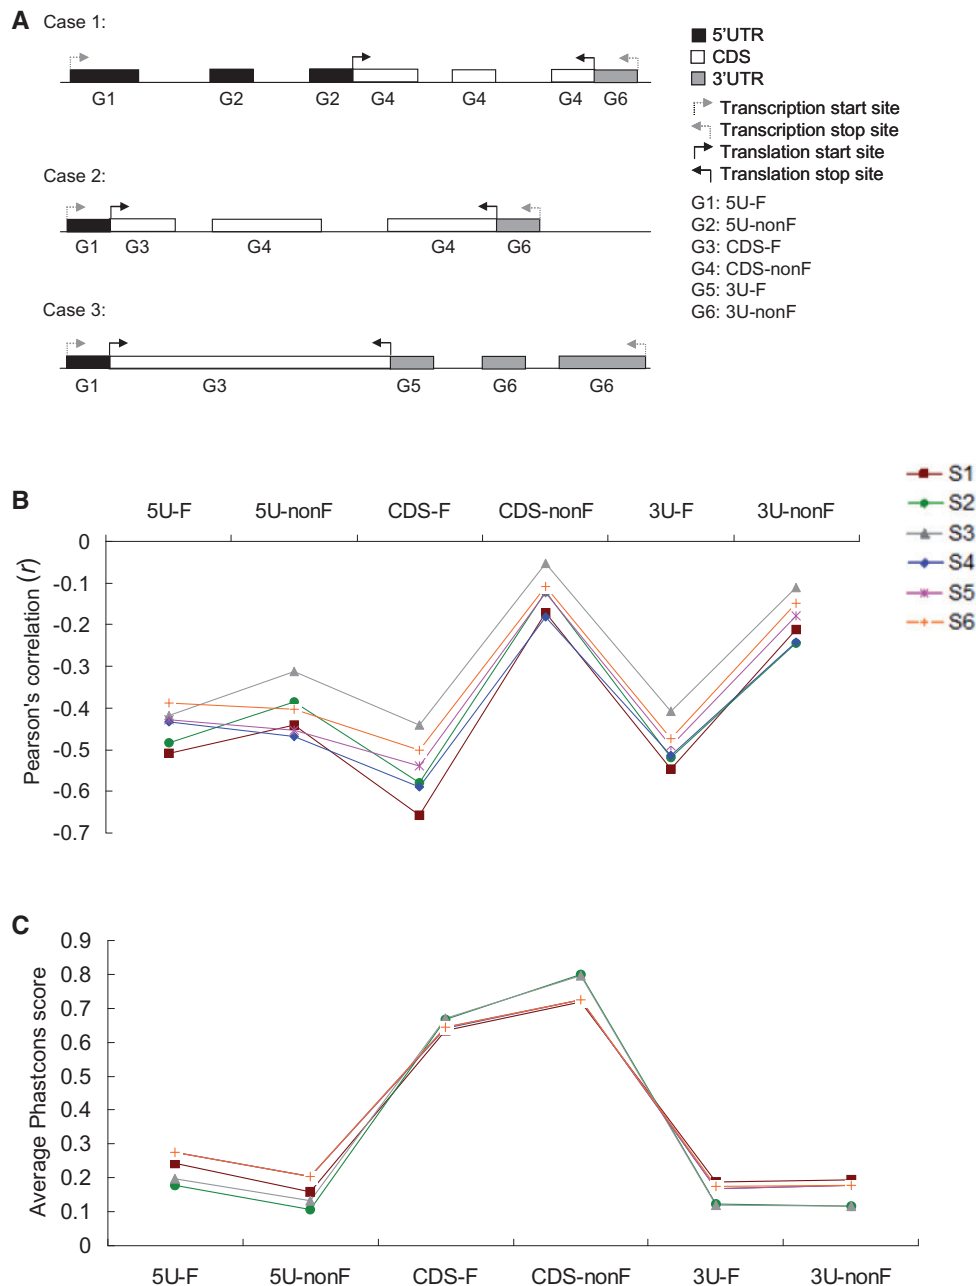 A
Case 1:
G1 G2 G2 G4 G4 G4 G6
Case 2:
G1 G3 G4 G4 G6
Case 3:
G1 G3 G5 G6 G6
5'UTR
CDS
3'UTR
Transcription start site
Transcription stop site
Translation start site
Translation stop site
G1: 5U-F
G2: 5U-nonF
G3: CDS-F
G4: CDS-nonF
G5: 3U-F
G6: 3U-nonF
B
5U-F 5U-nonF CDS-F CDS-nonF 3U-F 3U-nonF
0
-0.1
-0.2
-0.3
-0.4
-0.5
-0.6
-0.7
Pearson's correlation (r)
S1
S2
S3
S4
S5
S6
C
0.9
0.8
0.7
0.6
0.5
0.4
0.3
0.2
0.1
0
Average Phastcons score
5U-F 5U-nonF CDS-F CDS-nonF 3U-F 3U-nonF